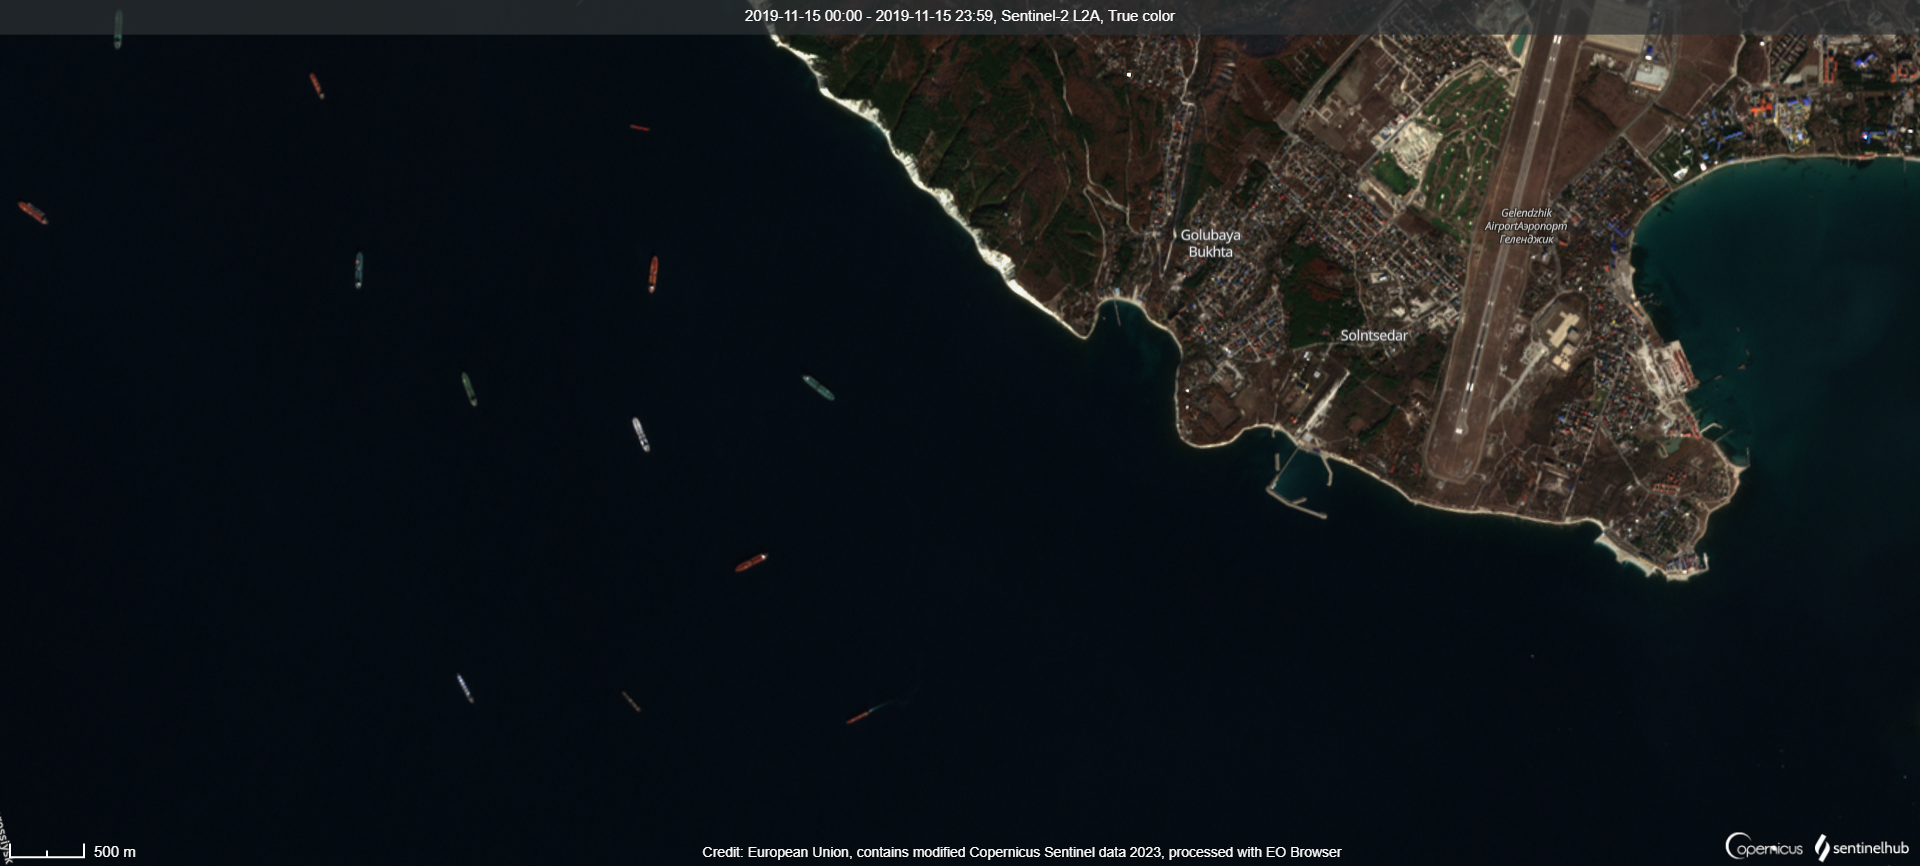 2019-11-15 00:00 - 2019-11-15 23:59, Sentinel-2 L2A, True color
Gelendzhik
AirportАэропорт
Геленджик
Golubaya
Bukhta
Solntsedar
500 m
Credit: European Union, contains modified Copernicus Sentinel data 2023, processed with EO Browser
Copernicus
sentinelhub